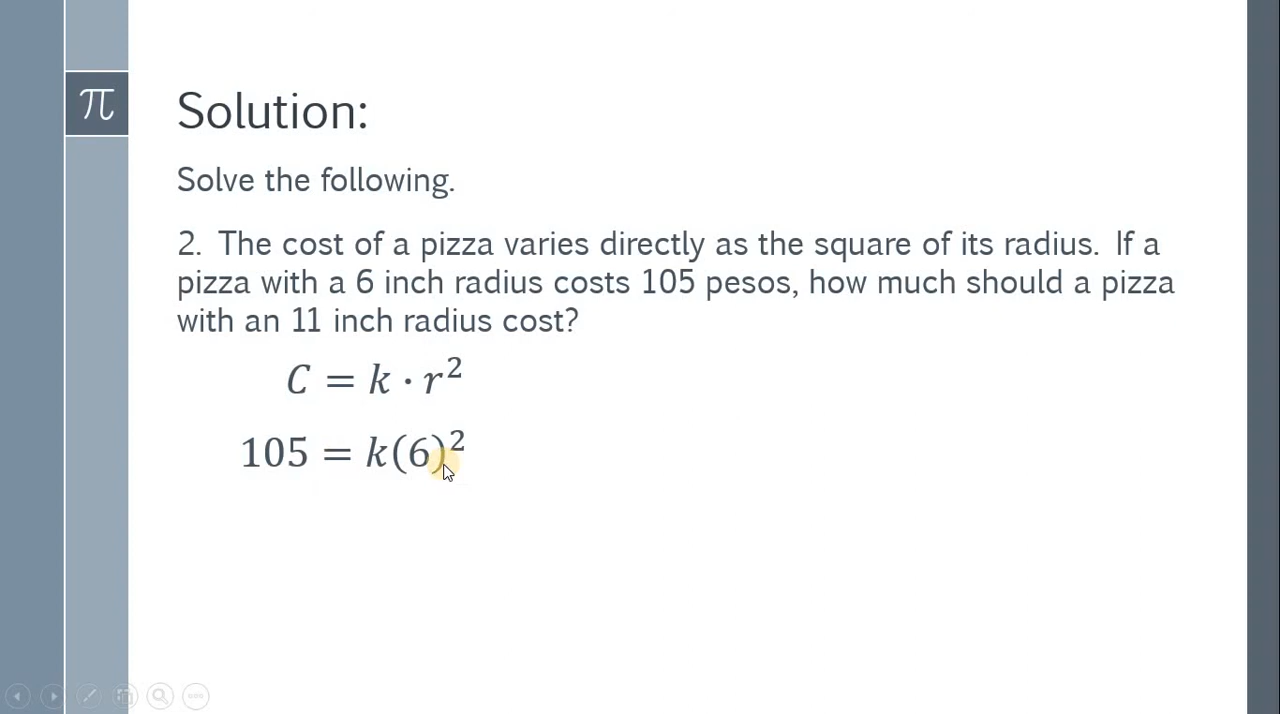 π
Solution:
Solve the following.
2. The cost of a pizza varies directly as the square of its radius. If a
pizza with a 6 inch radius costs 105 pesos, how much should a pizza
with an 11 inch radius cost?
C = k · r²
105 = k(6)²